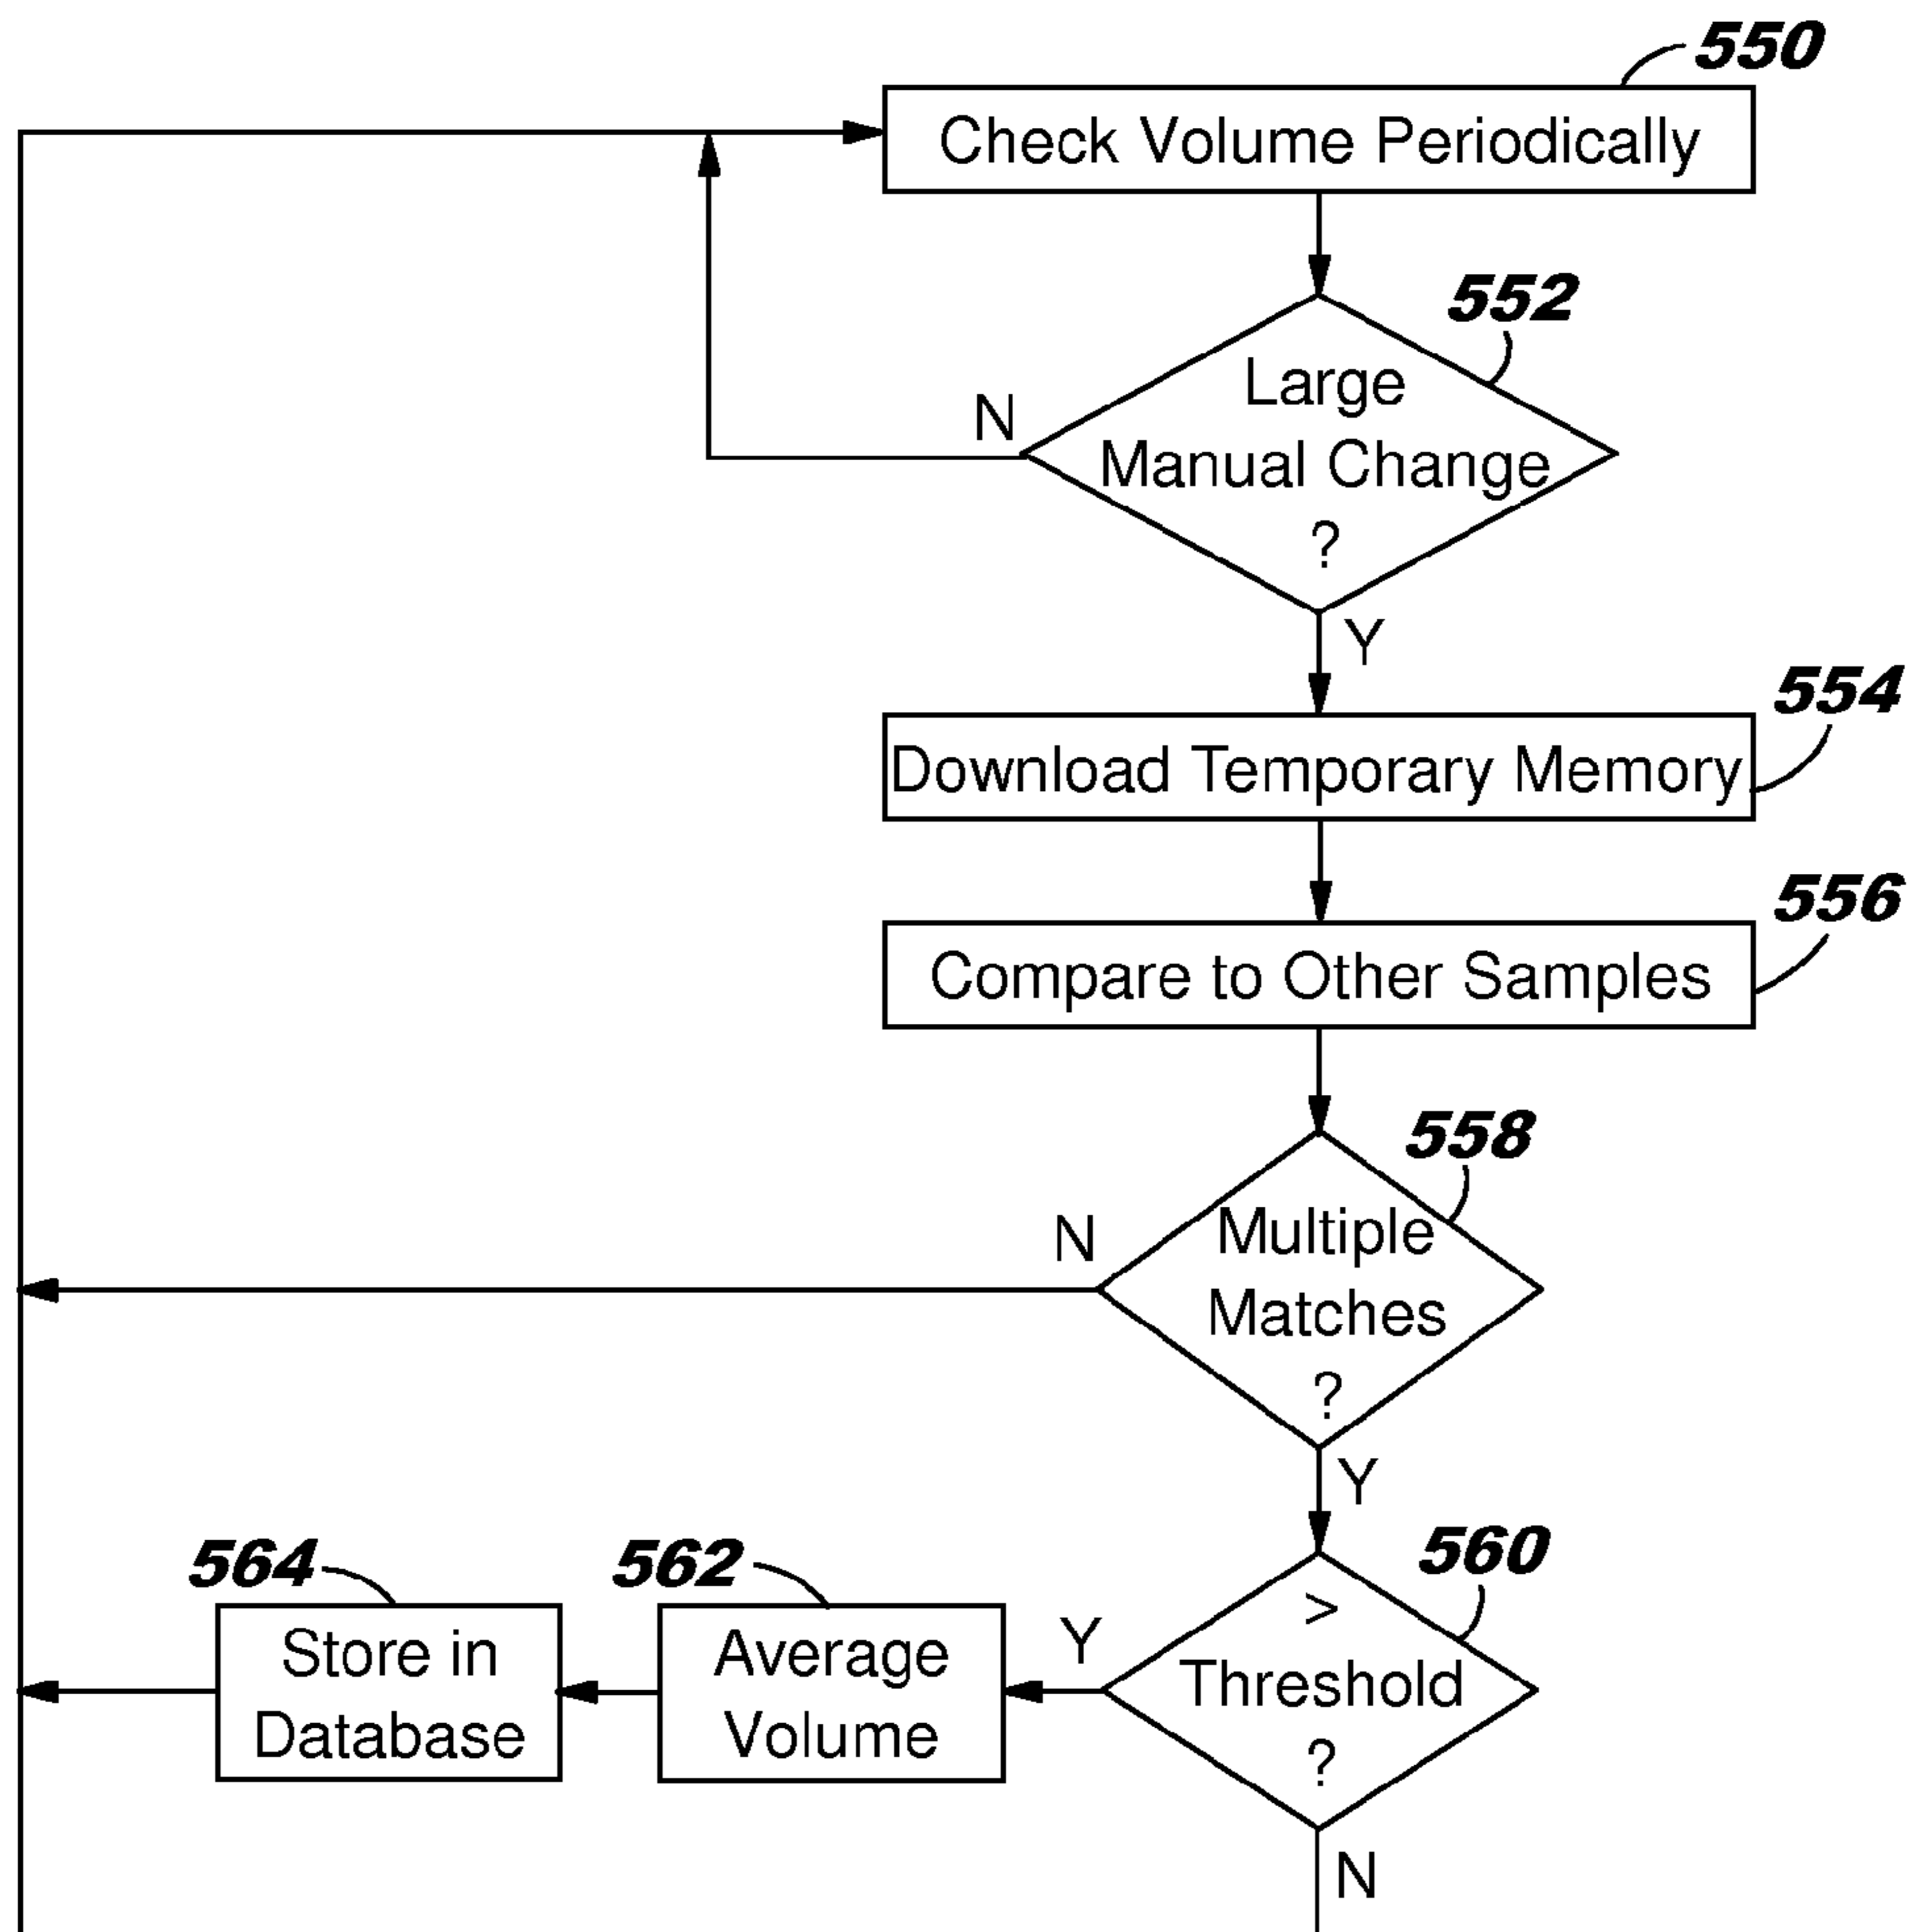 550
Check Volume Periodically
552
N
Large
Manual Change
?
Y
554
Download Temporary Memory
556
Compare to Other Samples
558
N
Multiple
Matches
?
Y
564
562
560
Store in
Database
Average
Volume
Y
>
Threshold
?
N